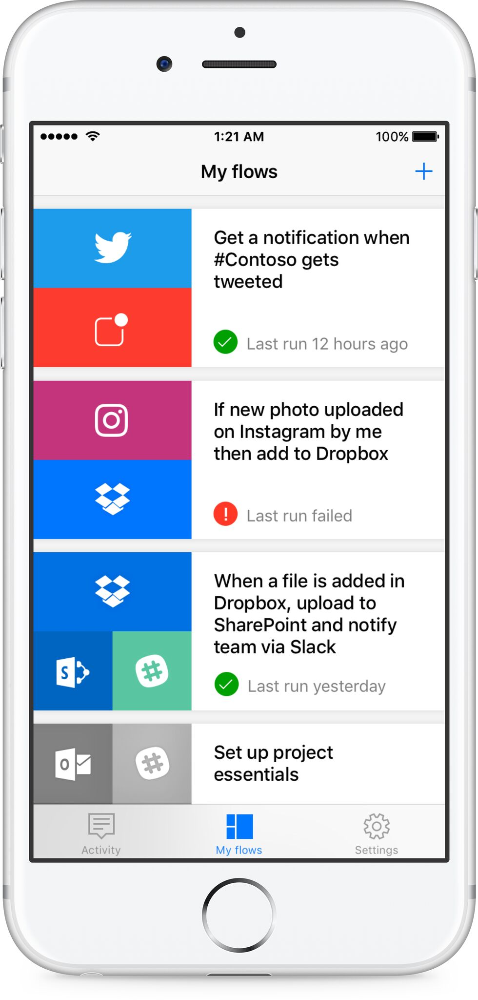 1:21 AM
100%
My flows
Get a notification when
#Contoso gets
tweeted
Last run 12 hours ago
If new photo uploaded
on Instagram by me
then add to Dropbox
Last run failed
When a file is added in
Dropbox, upload to
SharePoint and notify
team via Slack
Last run yesterday
S
Set up project
essentials
O
Activity
My flows
Settings